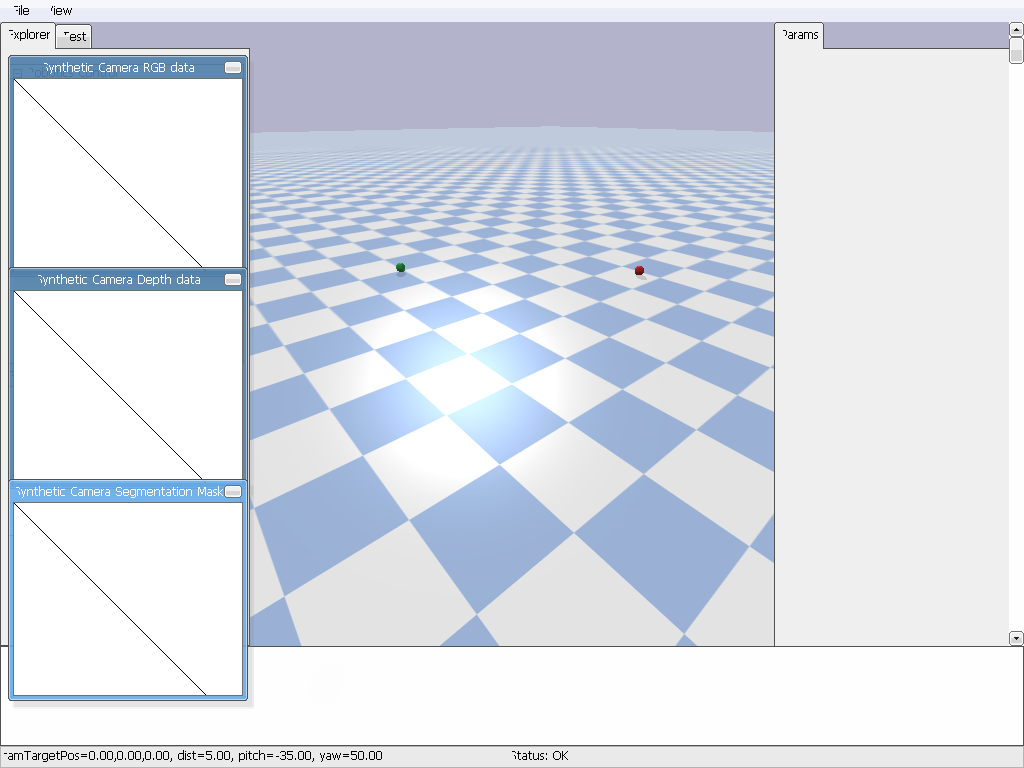 File View
Explorer Test Params
Synthetic Camera RGB data
Synthetic Camera Depth data
Synthetic Camera Segmentation Mask
camTargetPos=0.00,0.00,0.00, dist=5.00, pitch=-35.00, yaw=50.00 Status: OK